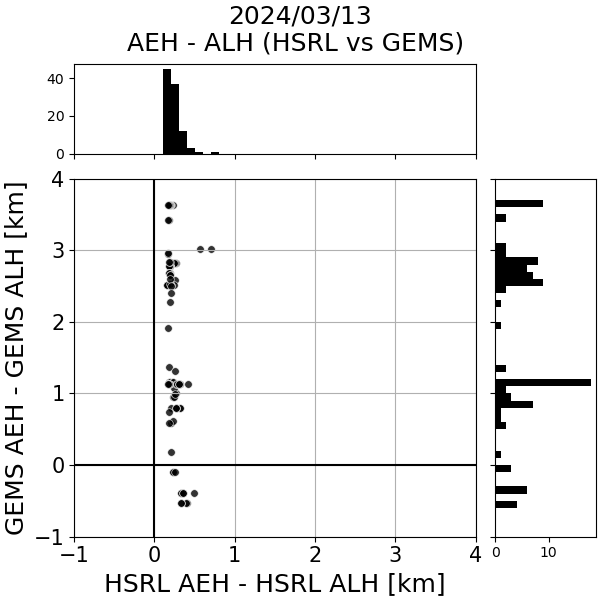 2024/03/13
AEH - ALH (HSRL vs GEMS)
40
20
0
4
3
2
1
0
−1
GEMS AEH - GEMS ALH [km]
−1 0 1 2 3 4
0 10
HSRL AEH - HSRL ALH [km]